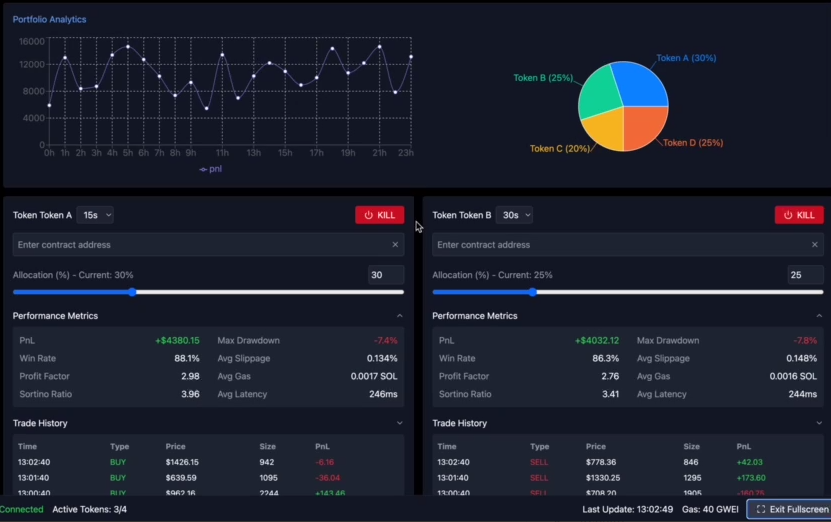 Portfolio Analytics
16000
12000
8000
4000
0
0h 1h 2h 3h 4h 5h 6h 7h 8h 9h 11h 13h 15h 17h 19h 21h 23h
pnl
Token A (30%)
Token B (25%)
Token C (20%)
Token D (25%)
Token Token A 15s KILL
Enter contract address
Allocation (%) - Current: 30% 30
Performance Metrics
PnL +$4380.15 Max Drawdown -7.4%
Win Rate 88.1% Avg Slippage 0.134%
Profit Factor 2.98 Avg Gas 0.0017 SOL
Sortino Ratio 3.96 Avg Latency 246ms
Trade History
Time Type Price Size PnL
13:02:40 BUY $1426.15 942 -6.16
13:01:40 BUY $639.59 1095 -36.04
13:00:40 BUY $962.16 2244 +143.46
Token Token B 30s KILL
Enter contract address
Allocation (%) - Current: 25% 25
Performance Metrics
PnL +$4032.12 Max Drawdown -7.8%
Win Rate 86.3% Avg Slippage 0.148%
Profit Factor 2.76 Avg Gas 0.0016 SOL
Sortino Ratio 3.41 Avg Latency 244ms
Trade History
Time Type Price Size PnL
13:02:40 SELL $778.36 846 +42.03
13:01:40 SELL $1330.25 1295 +173.60
13:00:40 SELL $708.20 1905 -160.75
Connected Active Tokens: 3/4 Last Update: 13:02:49 Gas: 40 GWEI Exit Fullscreen